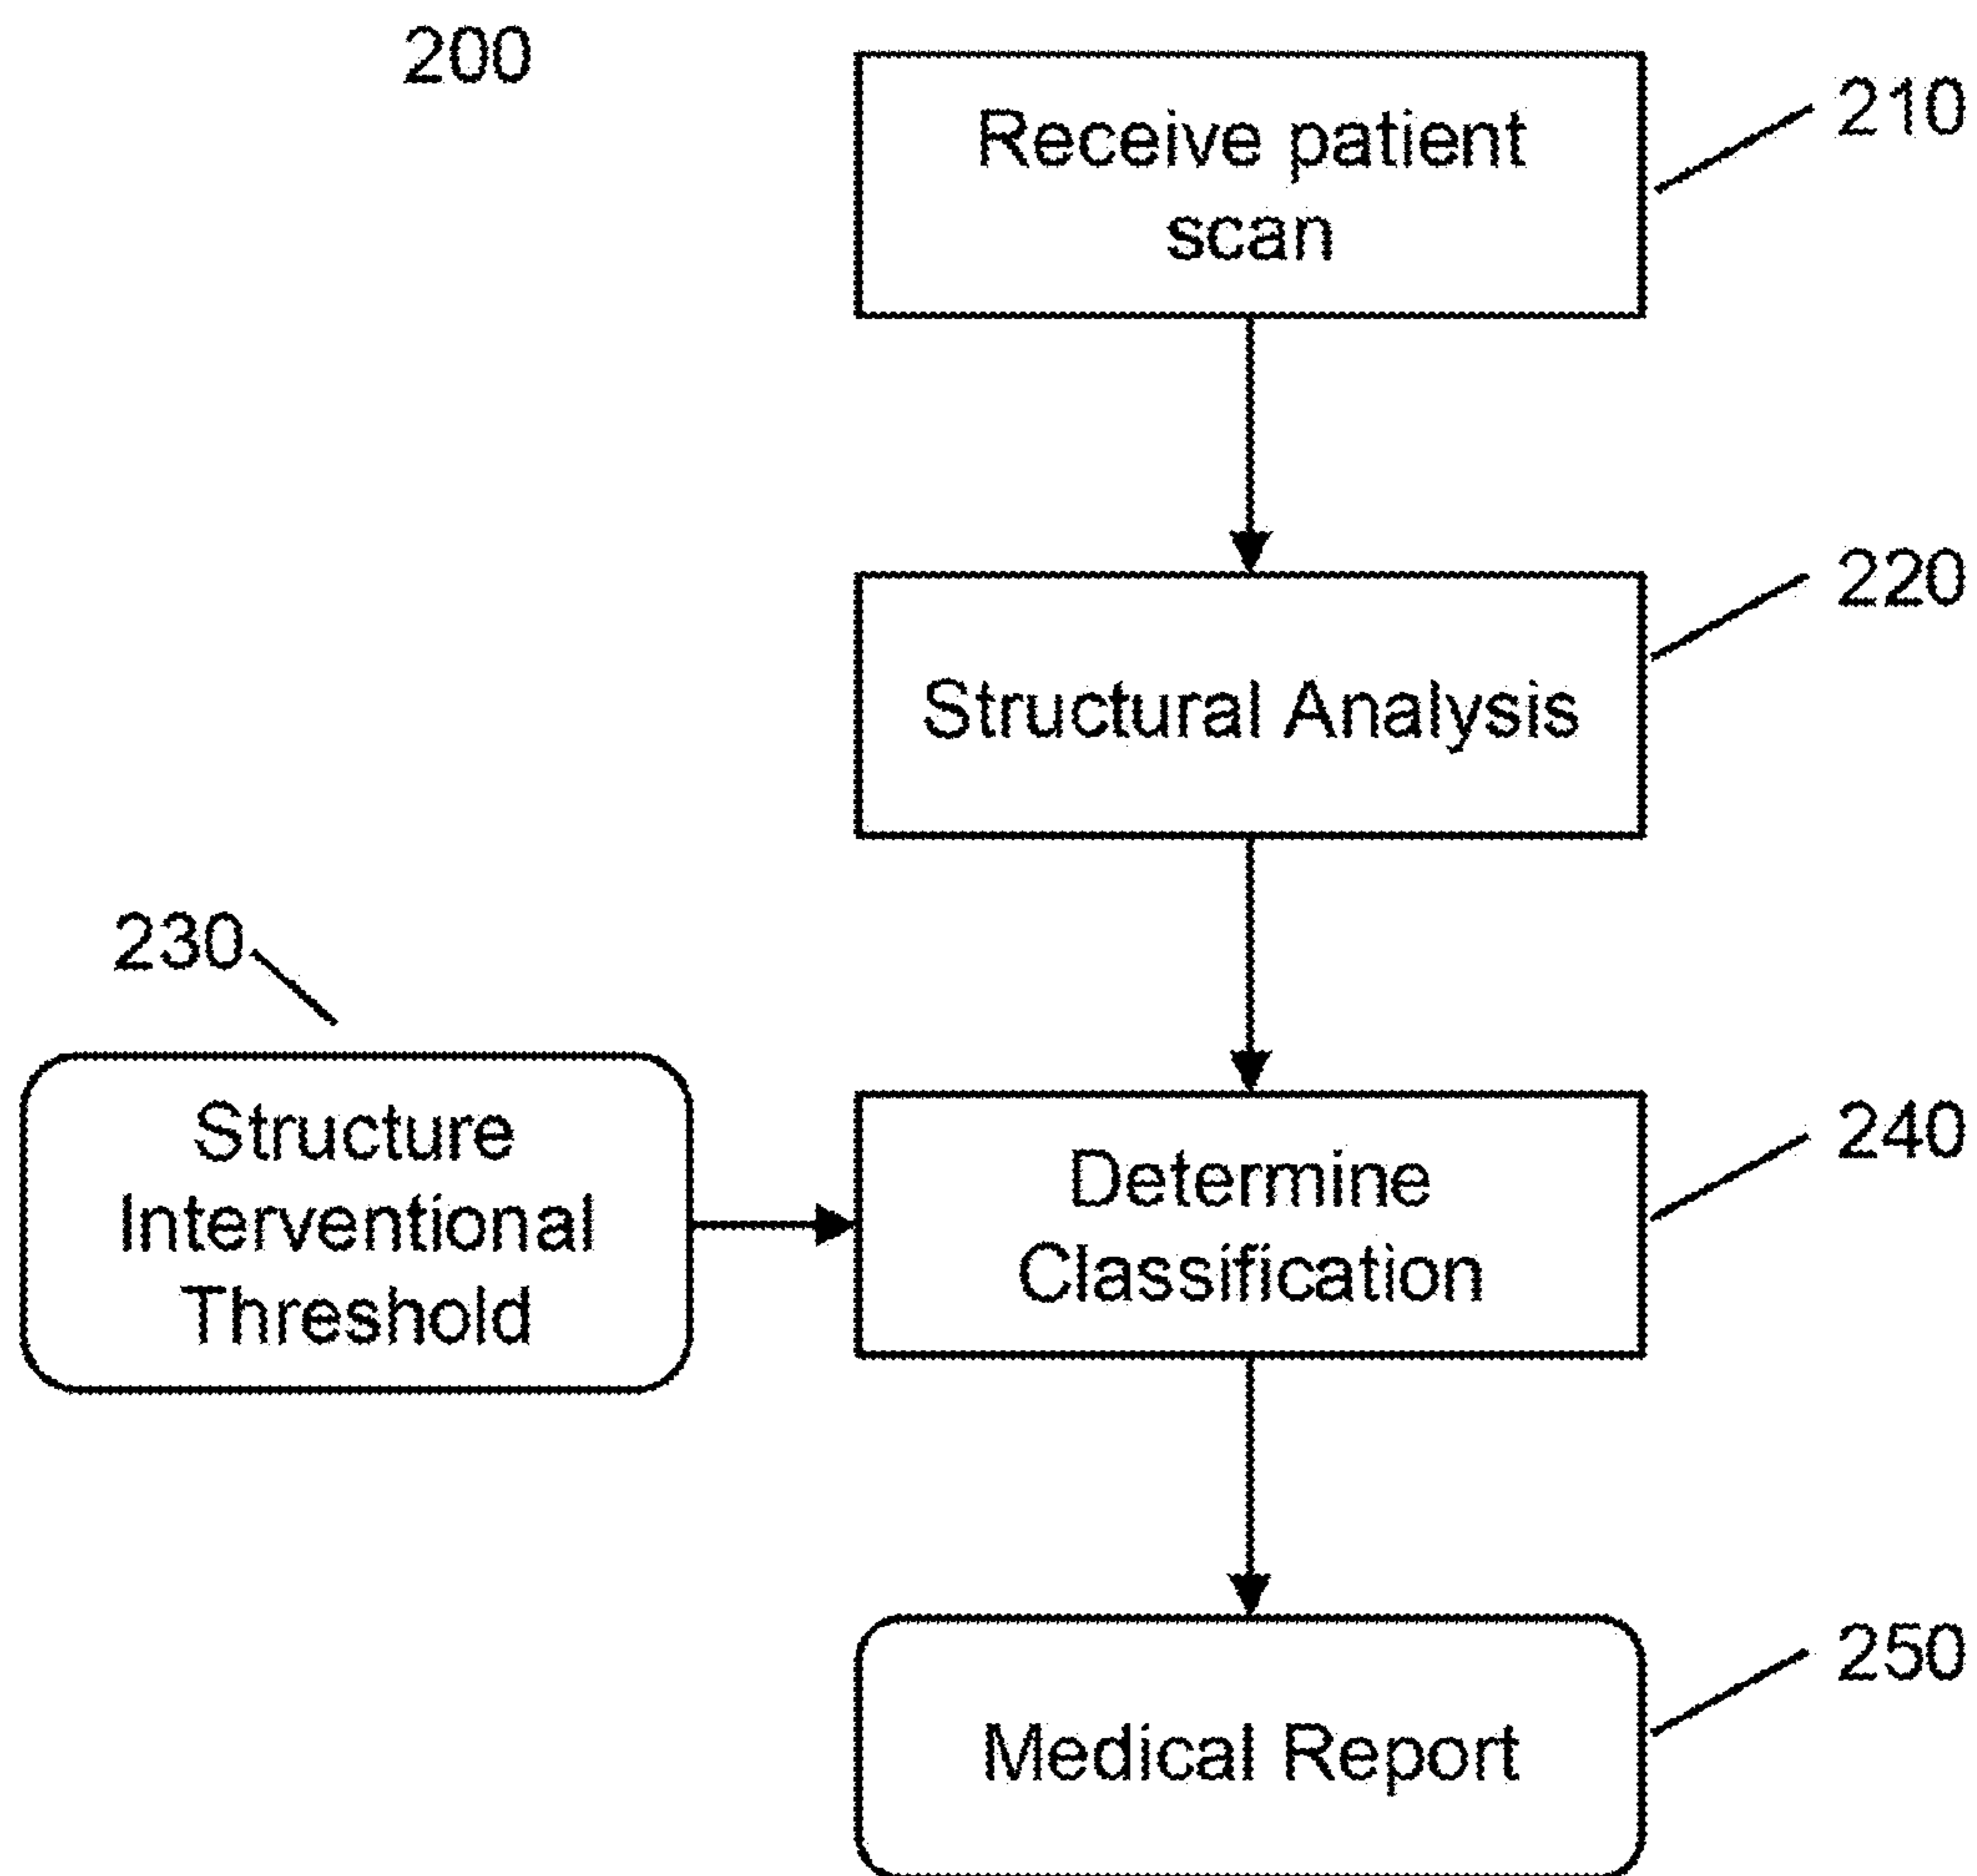 200
210
Receive patient
scan
220
Structural Analysis
230
Structure
Interventional
Threshold
240
Determine
Classification
250
Medical Report